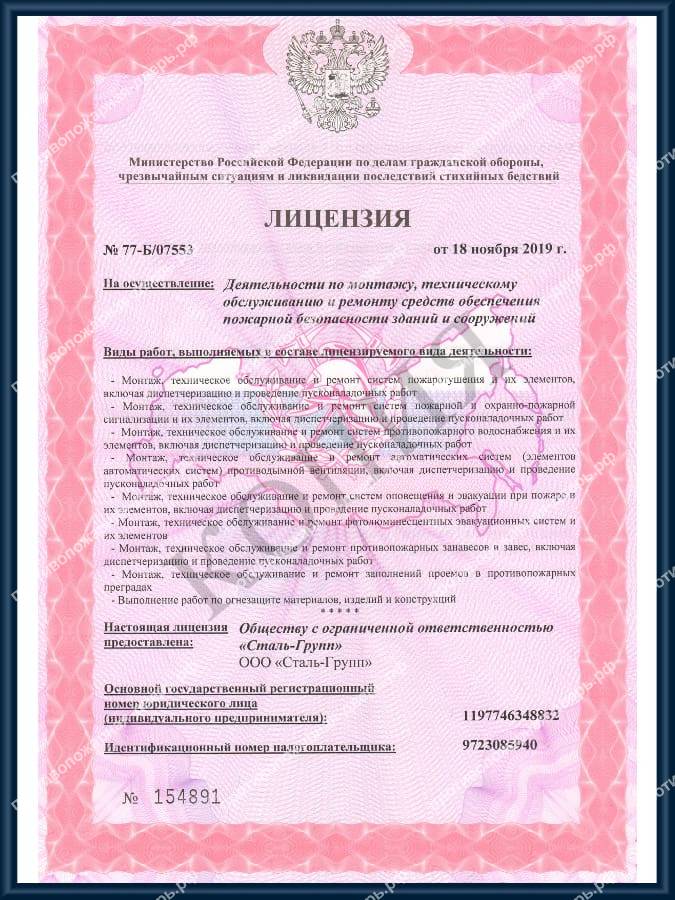 Министерство Российской Федерации по делам гражданской обороны,
чрезвычайным ситуациям и ликвидации последствий стихийных бедствий
ЛИЦЕНЗИЯ
№ 77-Б/07553 от 18 ноября 2019 г.
На осуществление: Деятельности по монтажу, техническому
обслуживанию и ремонту средств обеспечения
пожарной безопасности зданий и сооружений
Виды работ, выполняемых в составе лицензируемого вида деятельности:
- Монтаж, техническое обслуживание и ремонт систем пожаротушения и их элементов,
включая диспетчеризацию и проведение пусконаладочных работ
- Монтаж, техническое обслуживание и ремонт систем пожарной и охранно-пожарной
сигнализации и их элементов, включая диспетчеризацию и проведение пусконаладочных работ
- Монтаж, техническое обслуживание и ремонт систем противопожарного водоснабжения и их
элементов, включая диспетчеризацию и проведение пусконаладочных работ
- Монтаж, техническое обслуживание и ремонт автоматических систем (элементов
автоматических систем) противодымной вентиляции, включая диспетчеризацию и проведение
пусконаладочных работ
- Монтаж, техническое обслуживание и ремонт систем оповещения и эвакуации при пожаре и
их элементов, включая диспетчеризацию и проведение пусконаладочных работ
- Монтаж, техническое обслуживание и ремонт фотолюминесцентных эвакуационных систем и
их элементов
- Монтаж, техническое обслуживание и ремонт противопожарных занавесов и завес, включая
диспетчеризацию и проведение пусконаладочных работ
- Монтаж, техническое обслуживание и ремонт заполнений проемов в противопожарных
преградах
- Выполнение работ по огнезащите материалов, изделий и конструкций
* * * * *
КОПИЯ
Настоящая лицензия Обществу с ограниченной ответственностью
предоставлена: «Сталь-Групп»
ООО «Сталь-Групп»
Основной государственный регистрационный
номер юридического лица
(индивидуального предпринимателя): 1197746348832
Идентификационный номер налогоплательщика: 9723085940
№ 154891